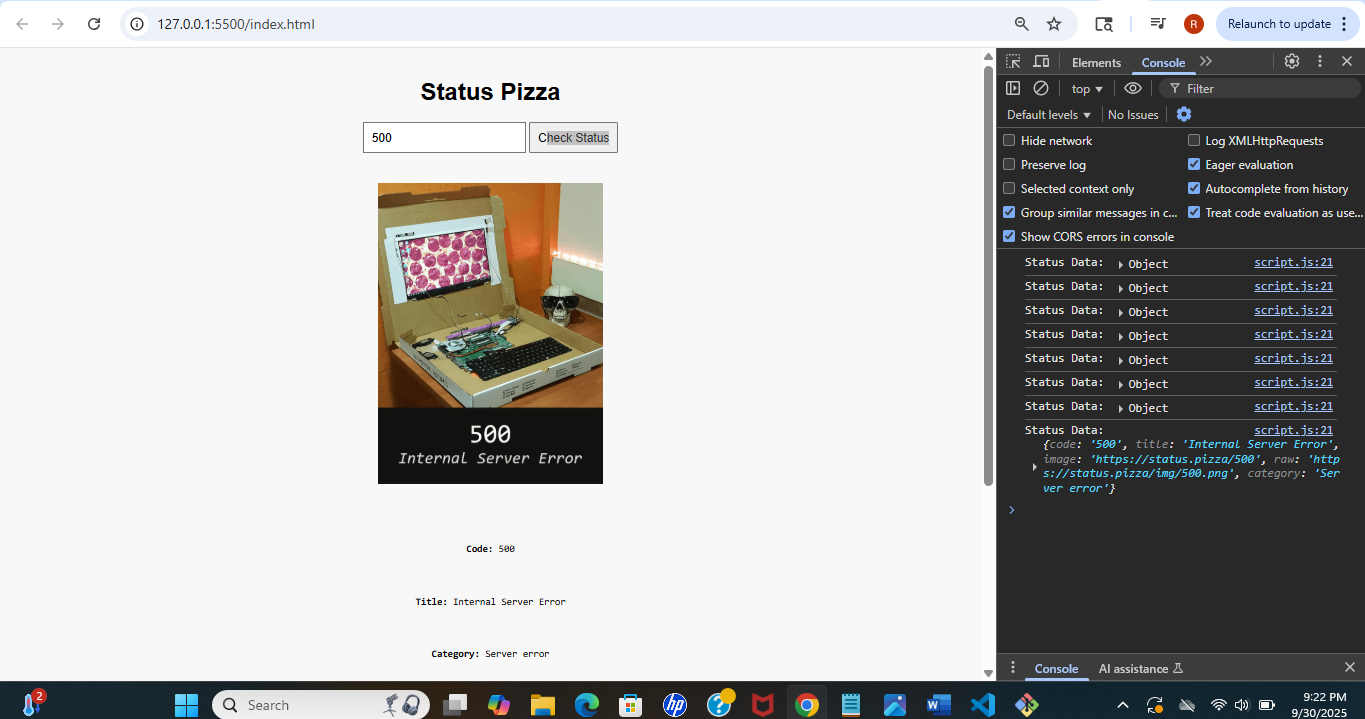 127.0.0.1:5500/index.html
R
Relaunch to update
Status Pizza
500
Check Status
500
Internal Server Error
Code: 500
Title: Internal Server Error
Category: Server error
Elements
Console
top
Filter
Default levels
No Issues
Hide network
Log XMLHttpRequests
Preserve log
Eager evaluation
Selected context only
Autocomplete from history
Group similar messages in c...
Treat code evaluation as use...
Show CORS errors in console
Status Data: Object script.js:21
Status Data: Object script.js:21
Status Data: Object script.js:21
Status Data: Object script.js:21
Status Data: Object script.js:21
Status Data: Object script.js:21
Status Data: Object script.js:21
Status Data: script.js:21
{code: '500', title: 'Internal Server Error',
image: 'https://status.pizza/500', raw: 'http
s://status.pizza/img/500.png', category: 'Ser
ver error'}
Console
AI assistance
2
Search
hp
9:22 PM
9/30/2025